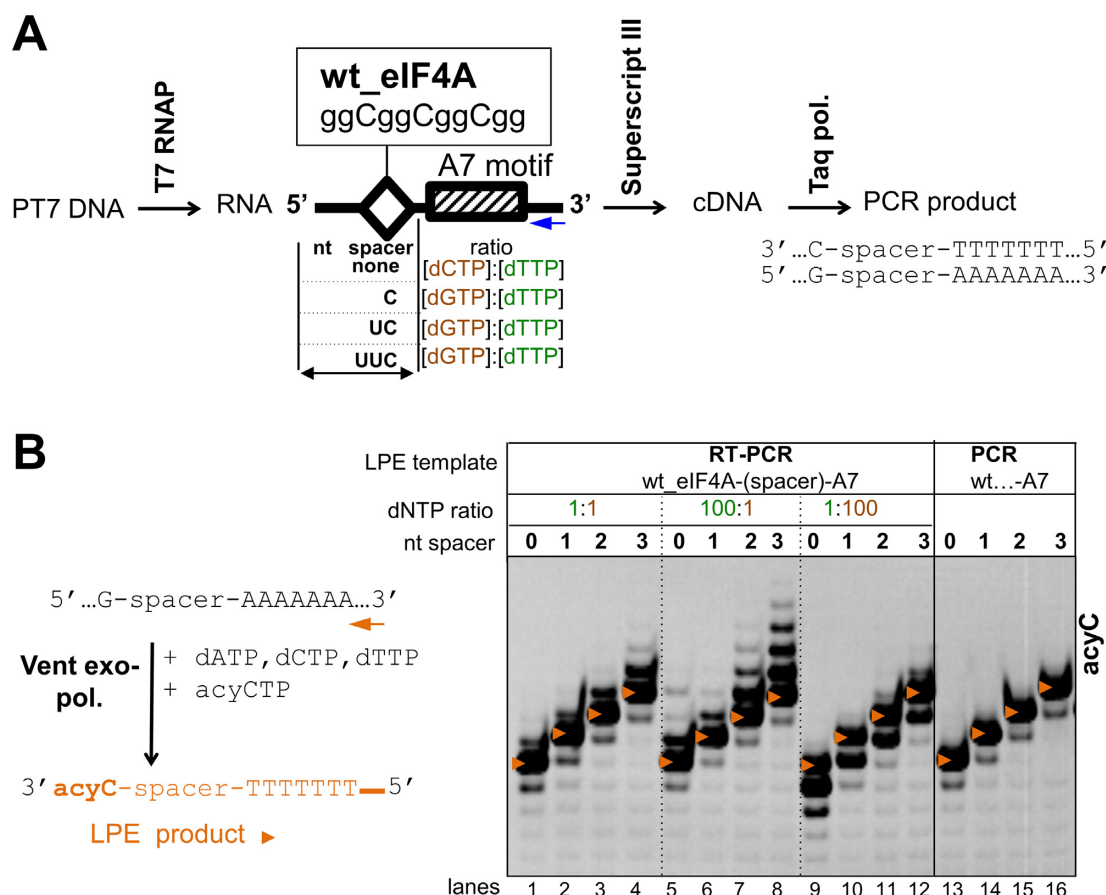 A
T7 RNAP
wt_eIF4A
ggCggCggCgg
Superscript III
Taq pol.
PT7 DNA
RNA
5’
A7 motif
3’
cDNA
PCR product
nt spacer
ratio
none
[dCTP]:[dTTP]
C
[dGTP]:[dTTP]
UC
[dGTP]:[dTTP]
UUC
[dGTP]:[dTTP]
3’…C-spacer-TTTTTTT…5’
5’…G-spacer-AAAAAAA…3’
B
LPE template
RT-PCR
wt_eIF4A-(spacer)-A7
PCR
wt…-A7
dNTP ratio
1:1
100:1
1:100
nt spacer
0 1 2 3 0 1 2 3 0 1 2 3 0 1 2 3
5’…G-spacer-AAAAAAA…3’
Vent exo-
pol.
+ dATP,dCTP,dTTP
+ acyCTP
3’ acyC-spacer-TTTTTTT 5’
LPE product
acyC
lanes
1 2 3 4 5 6 7 8 9 10 11 12 13 14 15 16